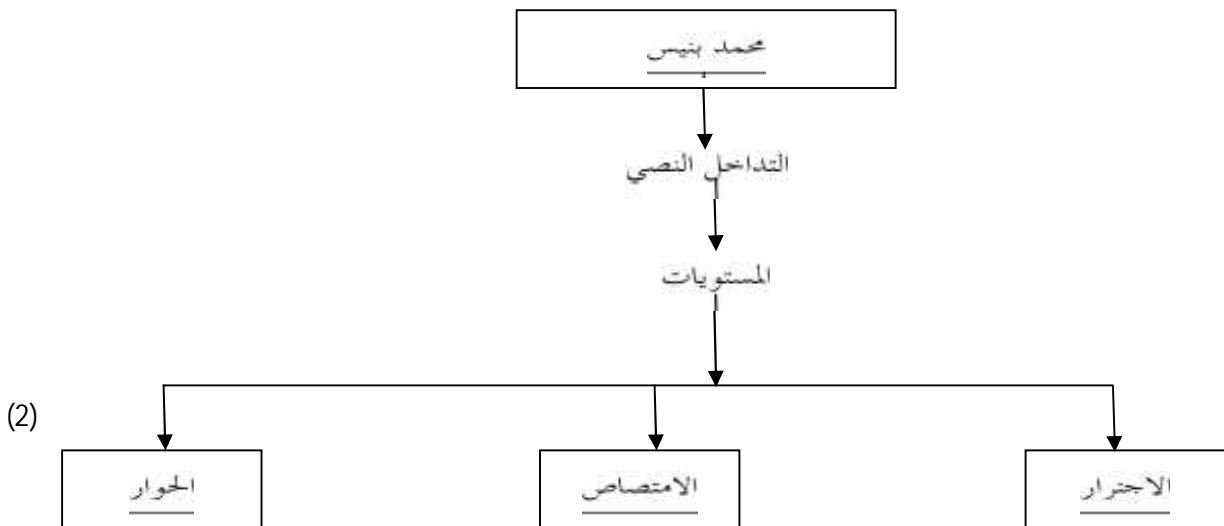 محمد بنيس
التداخل النصي
المستويات
(2)
الاجترار
الامتصاص
الحوار